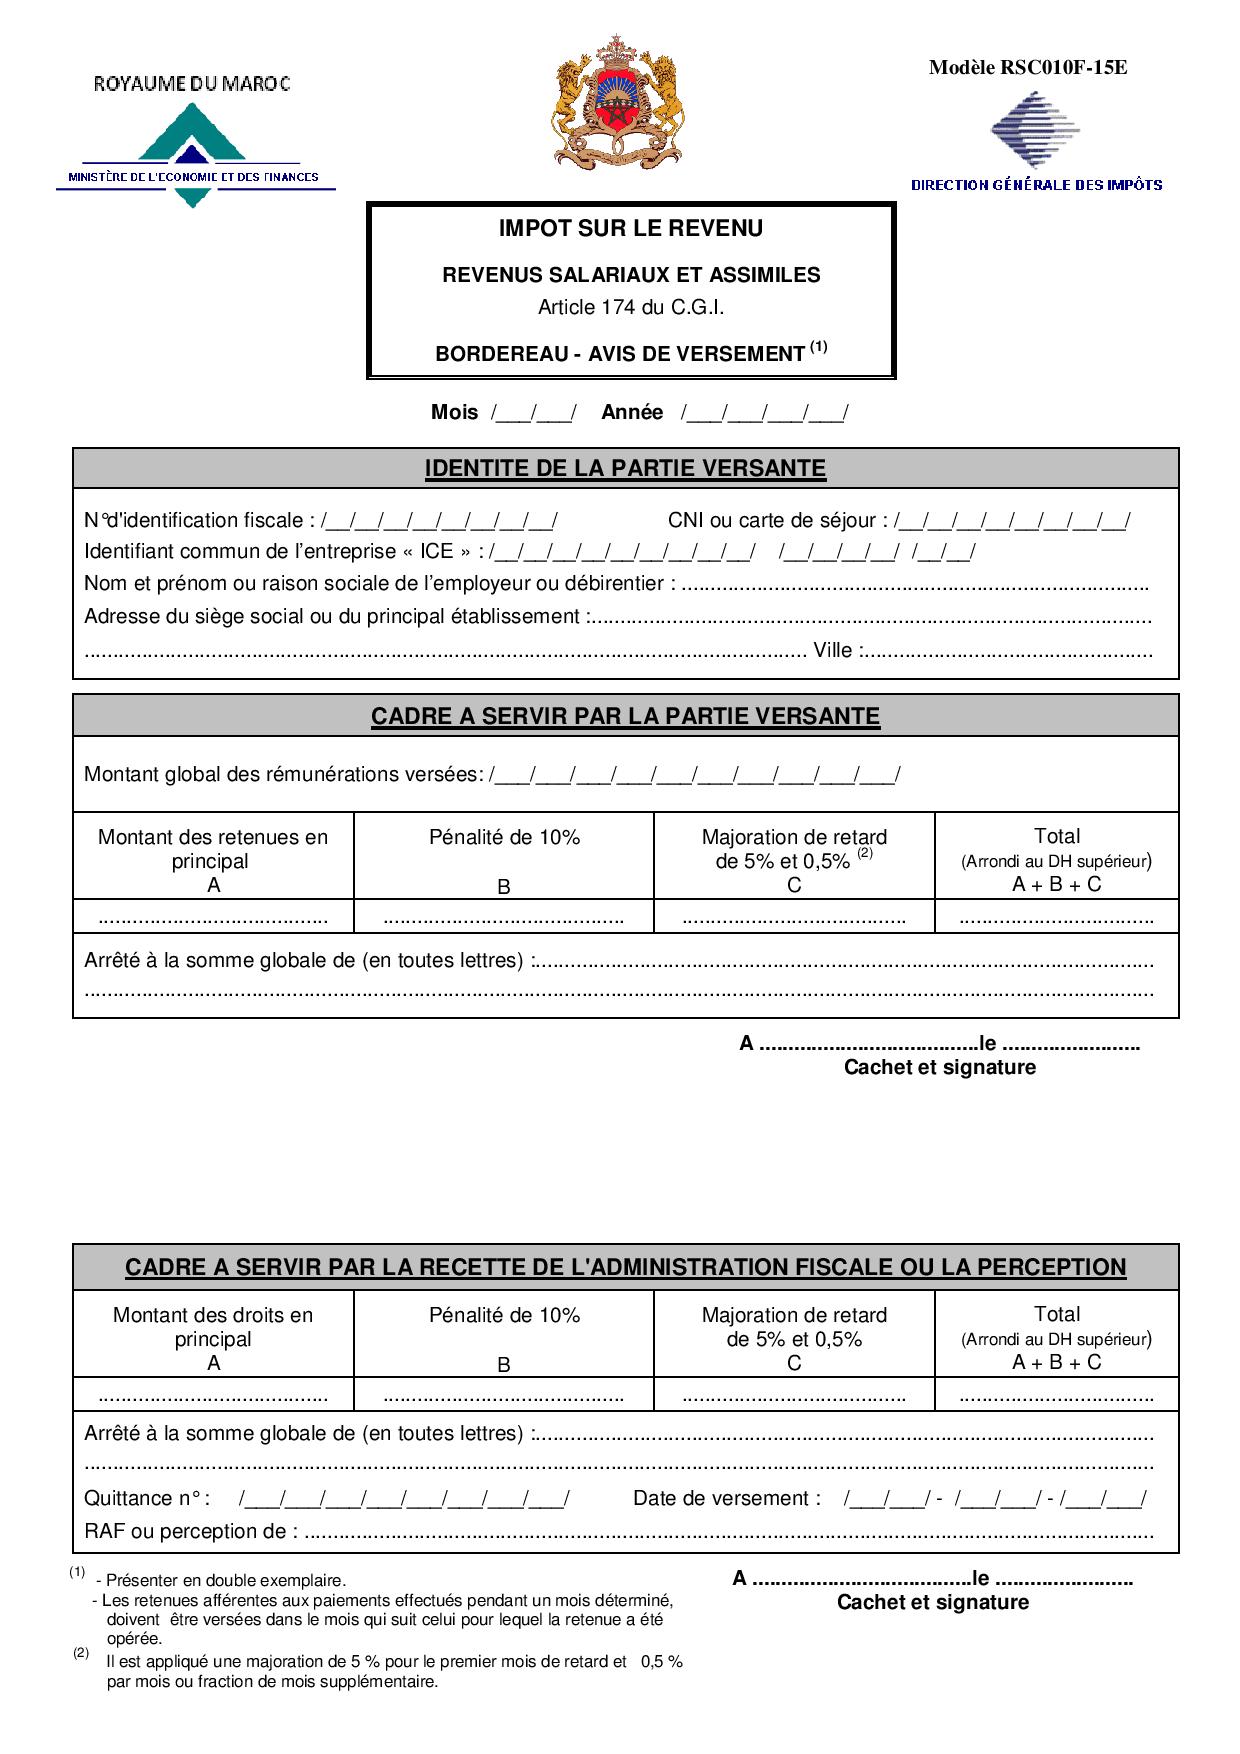 ROYAUME DU MAROC
MINISTÈRE DE L'ECONOMIE ET DES FINANCES
Modèle RSC010F-15E
DIRECTION GÉNÉRALE DES IMPÔTS
IMPOT SUR LE REVENU
REVENUS SALARIAUX ET ASSIMILES
Article 174 du C.G.I.
BORDEREAU - AVIS DE VERSEMENT (1)
Mois /___/___/ Année /___/___/___/___/
IDENTITE DE LA PARTIE VERSANTE
N°d'identification fiscale : /__/__/__/__/__/__/__/__/ CNI ou carte de séjour : /__/__/__/__/__/__/__/__/
Identifiant commun de l'entreprise « ICE » : /__/__/__/__/__/__/__/__/__/ /__/__/__/__/ /__/__/
Nom et prénom ou raison sociale de l'employeur ou débirentier : ................................................................................
Adresse du siège social ou du principal établissement :................................................................................................
............................................................................................................................ Ville :..................................................
CADRE A SERVIR PAR LA PARTIE VERSANTE
Montant global des rémunérations versées: /___/___/___/___/___/___/___/___/___/___/
Montant des retenues en principal A
Pénalité de 10% B
Majoration de retard de 5% et 0,5% (2) C
Total (Arrondi au DH supérieur) A + B + C
........................................ .......................................... ....................................... ..................................
Arrêté à la somme globale de (en toutes lettres) :..........................................................................................................
........................................................................................................................................................................................
A ......................................le ........................
Cachet et signature
CADRE A SERVIR PAR LA RECETTE DE L'ADMINISTRATION FISCALE OU LA PERCEPTION
Montant des droits en principal A
Pénalité de 10% B
Majoration de retard de 5% et 0,5% C
Total (Arrondi au DH supérieur) A + B + C
........................................ .......................................... ....................................... ..................................
Arrêté à la somme globale de (en toutes lettres) :..........................................................................................................
........................................................................................................................................................................................
Quittance n° : /___/___/___/___/___/___/___/___/ Date de versement : /___/___/ - /___/___/ - /___/___/
RAF ou perception de : ..................................................................................................................................................
(1) - Présenter en double exemplaire.
- Les retenues afférentes aux paiements effectués pendant un mois déterminé,
doivent être versées dans le mois qui suit celui pour lequel la retenue a été
opérée.
(2) Il est appliqué une majoration de 5 % pour le premier mois de retard et 0,5 %
par mois ou fraction de mois supplémentaire.
A ......................................le ........................
Cachet et signature